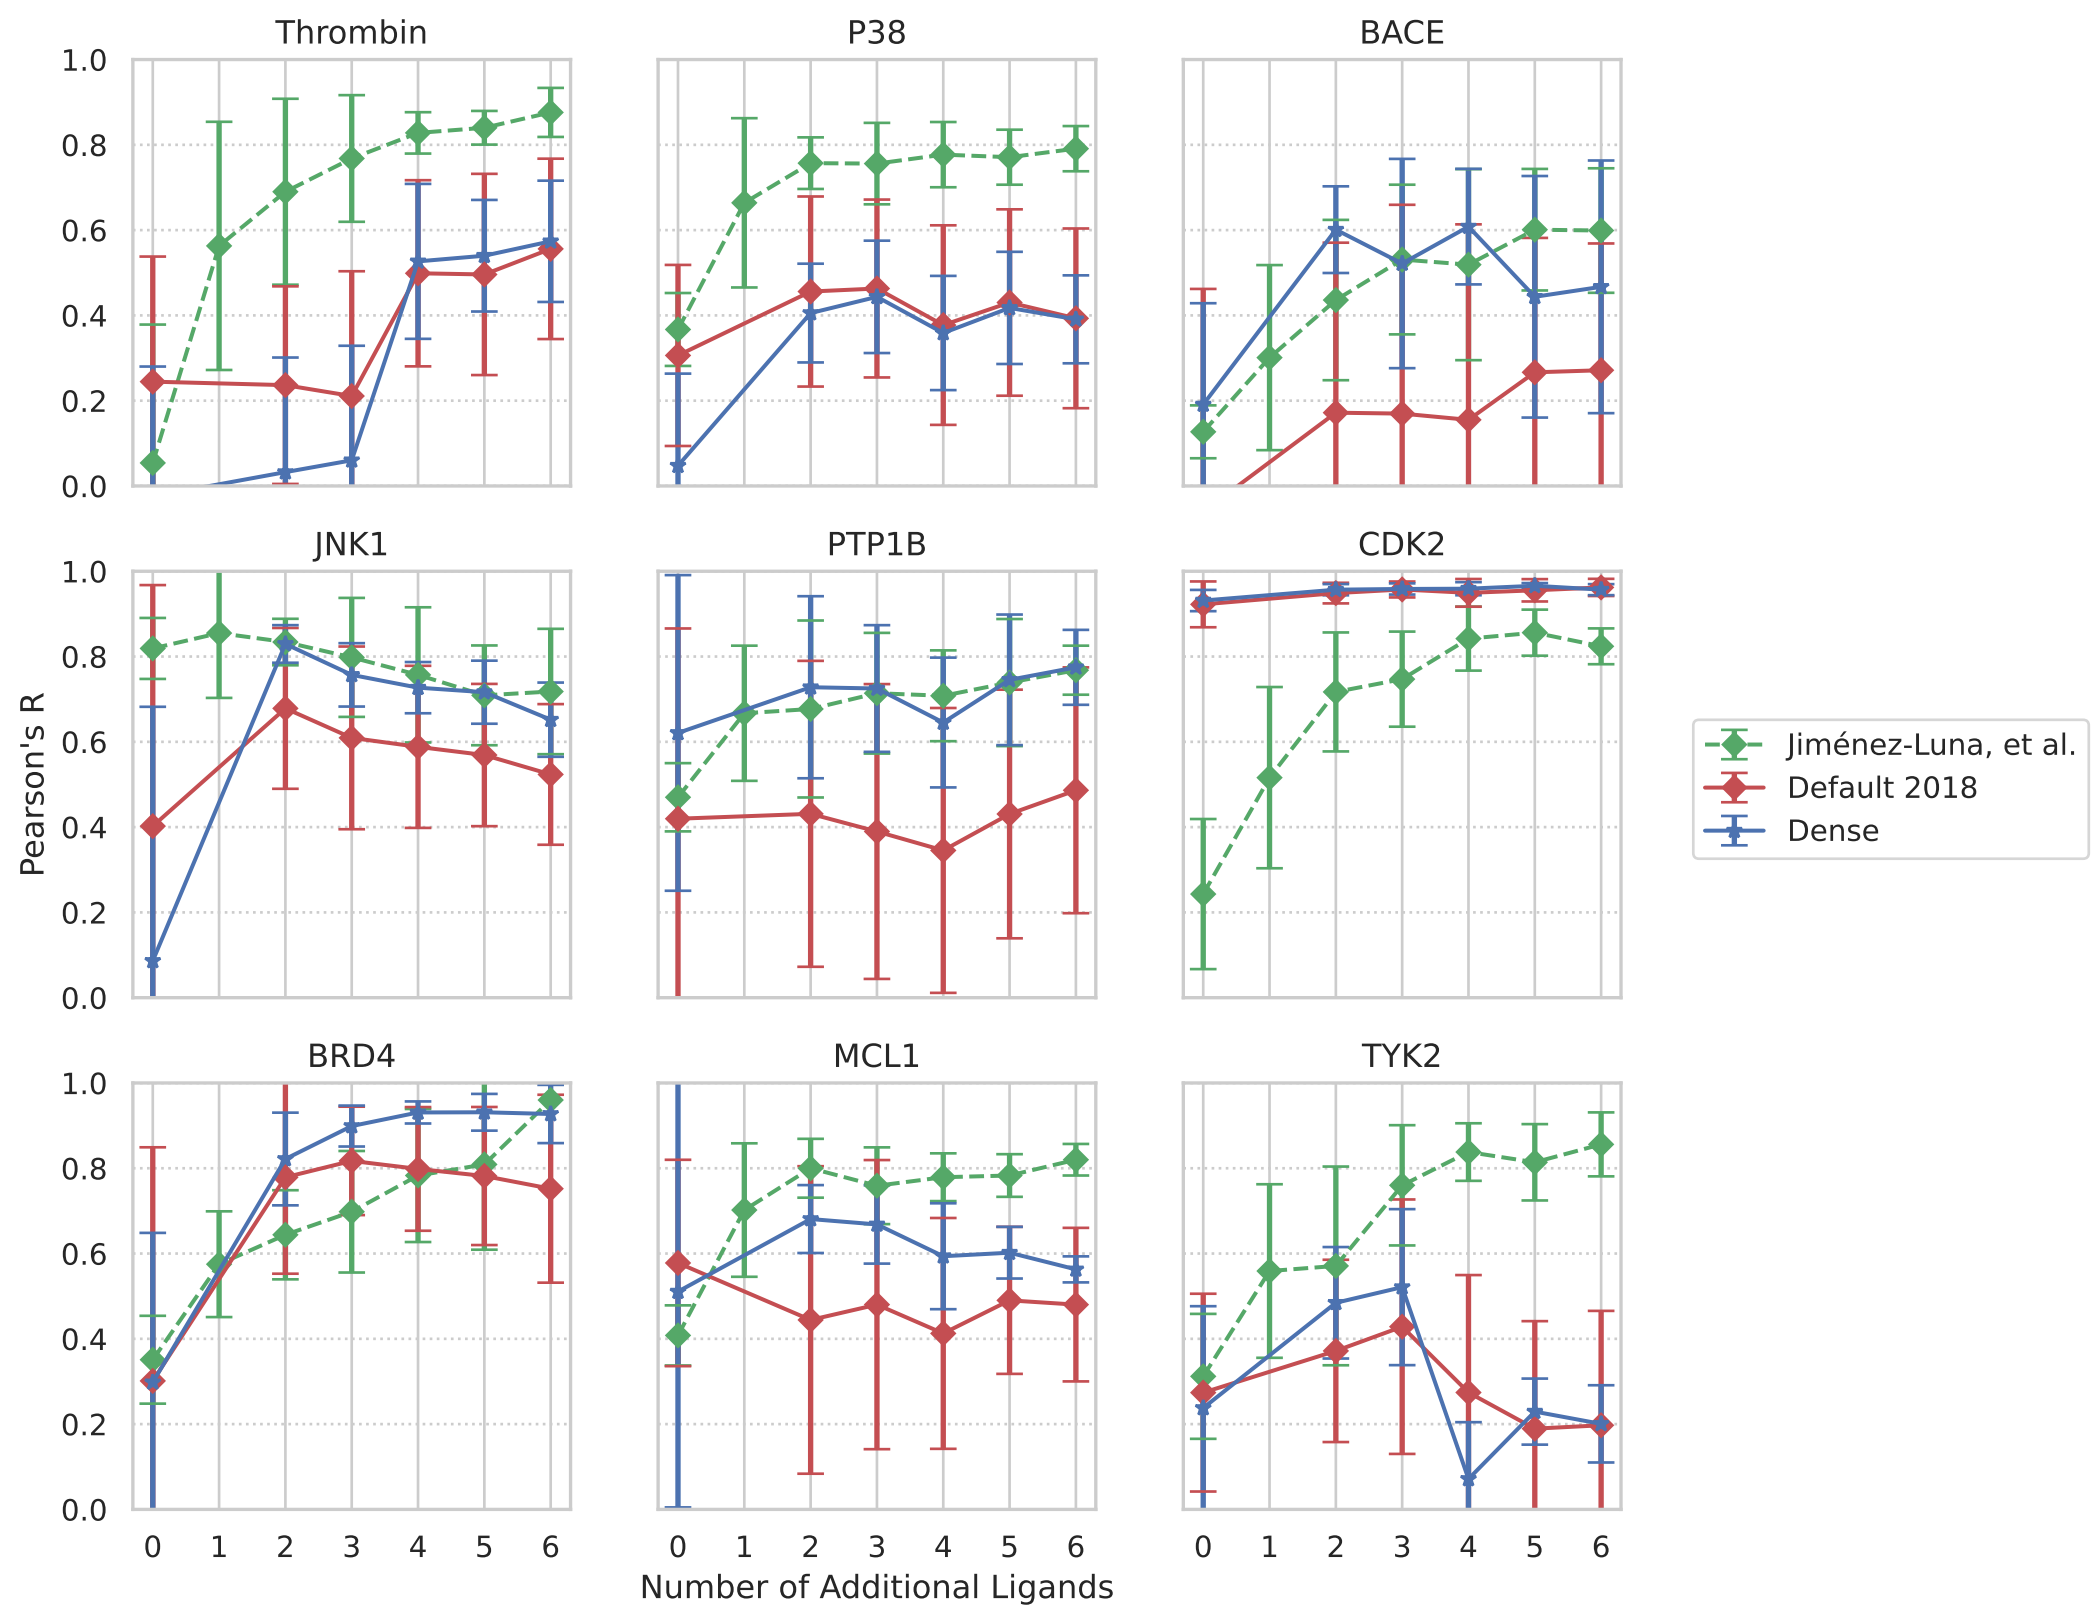 Thrombin
P38
BACE
1.0
0.8
0.6
0.4
0.2
0.0
JNK1
PTP1B
CDK2
1.0
0.8
0.6
0.4
0.2
0.0
Pearson's R
Jiménez-Luna, et al.
Default 2018
Dense
BRD4
MCL1
TYK2
1.0
0.8
0.6
0.4
0.2
0.0
0 1 2 3 4 5 6
0 1 2 3 4 5 6
0 1 2 3 4 5 6
Number of Additional Ligands